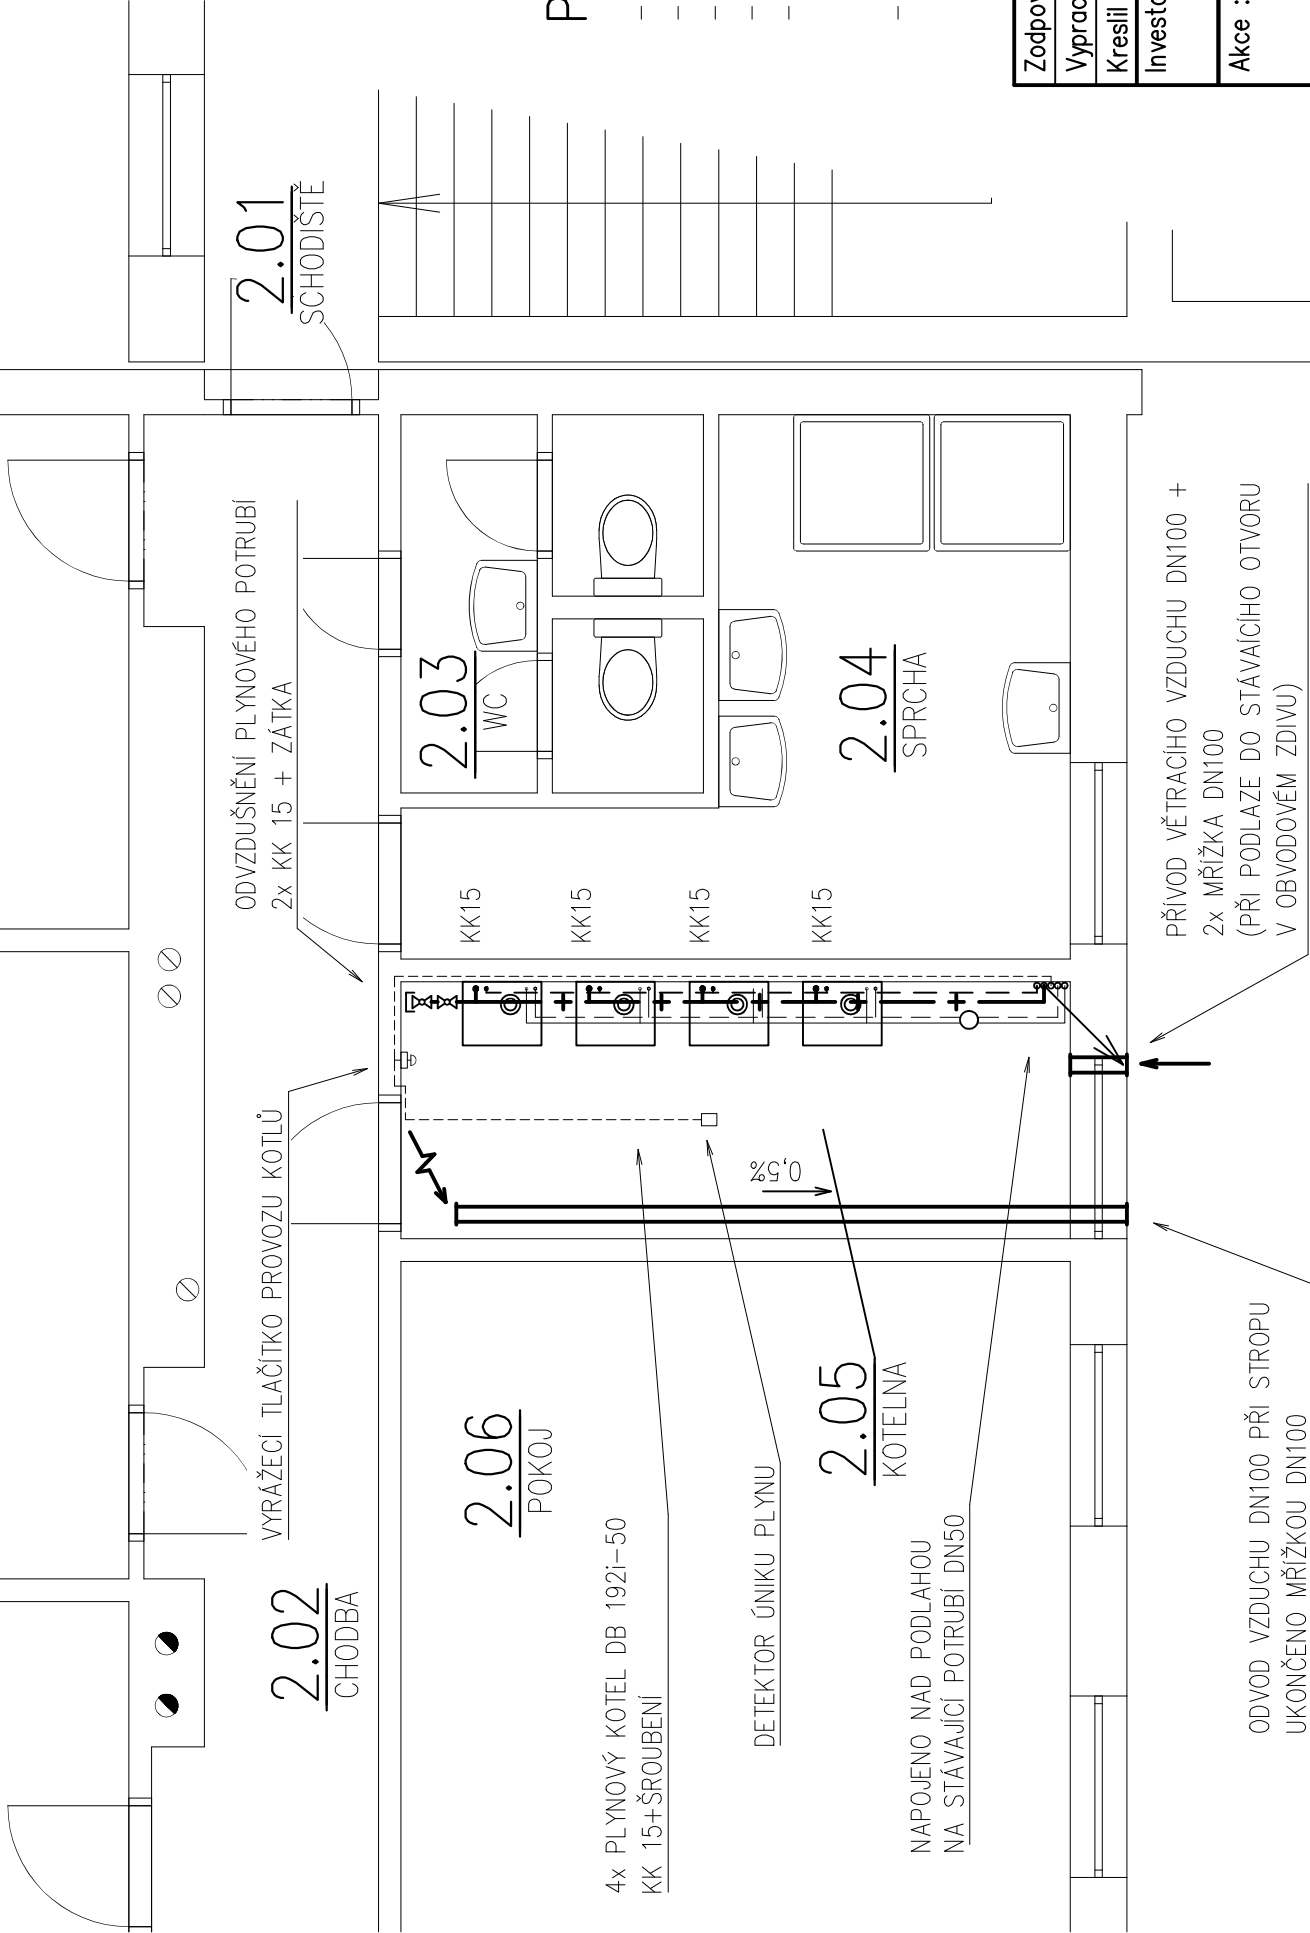 2.01
SCHODIŠTĚ
ODVZDUŠNĚNÍ PLYNOVÉHO POTRUBÍ
2x KK 15 + ZÁTKA
2.03
WC
2.04
SPRCHA
KK15
KK15
KK15
KK15
PŘÍVOD VĚTRACÍHO VZDUCHU DN100 +
2x MŘÍŽKA DN100
(PŘI PODLAZE DO STÁVAÍCÍHO OTVORU
V OBVODOVÉM ZDIVU)
VYRÁŽECÍ TLAČÍTKO PROVOZU KOTLŮ
2.02
CHODBA
2.06
POKOJ
0,5%
2.05
KOTELNA
4x PLYNOVÝ KOTEL DB 192i-50
KK 15+ŠROUBENÍ
DETEKTOR ÚNIKU PLYNU
NAPOJENO NAD PODLAHOU
NA STÁVAJÍCÍ POTRUBÍ DN50
ODVOD VZDUCHU DN100 PŘI STROPU
UKONČENO MŘÍŽKOU DN100
P
Zodpov
Vyprac
Kreslil
Investo
Akce :